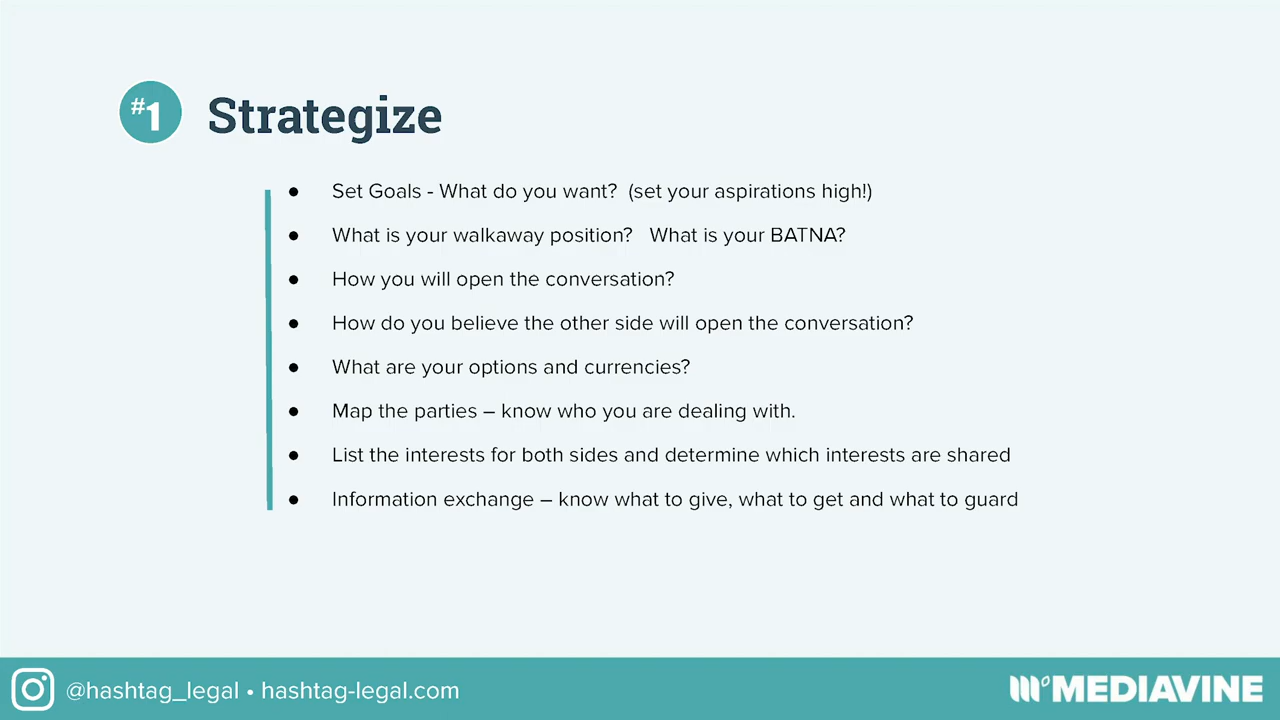 #1 Strategize
● Set Goals - What do you want? (set your aspirations high!)
● What is your walkaway position? What is your BATNA?
● How you will open the conversation?
● How do you believe the other side will open the conversation?
● What are your options and currencies?
● Map the parties – know who you are dealing with.
● List the interests for both sides and determine which interests are shared
● Information exchange – know what to give, what to get and what to guard
@hashtag_legal • hashtag-legal.com
MEDIAVINE